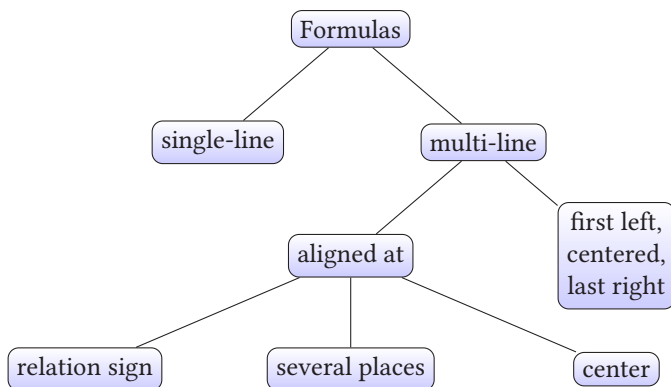 Formulas
single-line
multi-line
aligned at
first left,
centered,
last right
relation sign
several places
center